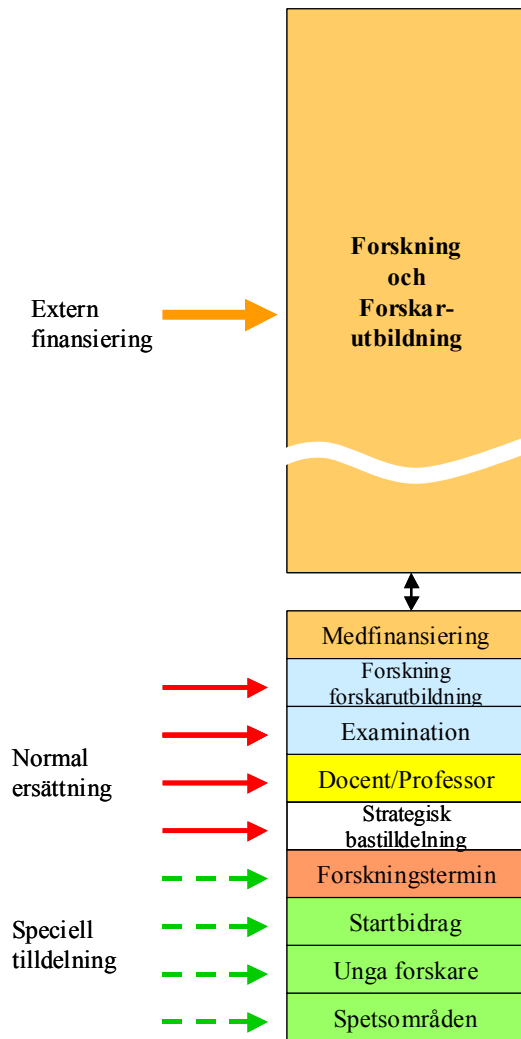 Forskning
och
Forskar-
utbildning
Extern
finansiering
Medfinansiering
Forskning
forskarutbildning
Examination
Normal
ersättning
Docent/Professor
Strategisk
bastilldelning
Forskningstermin
Speciell
tilldelning
Startbidrag
Unga forskare
Spetsområden